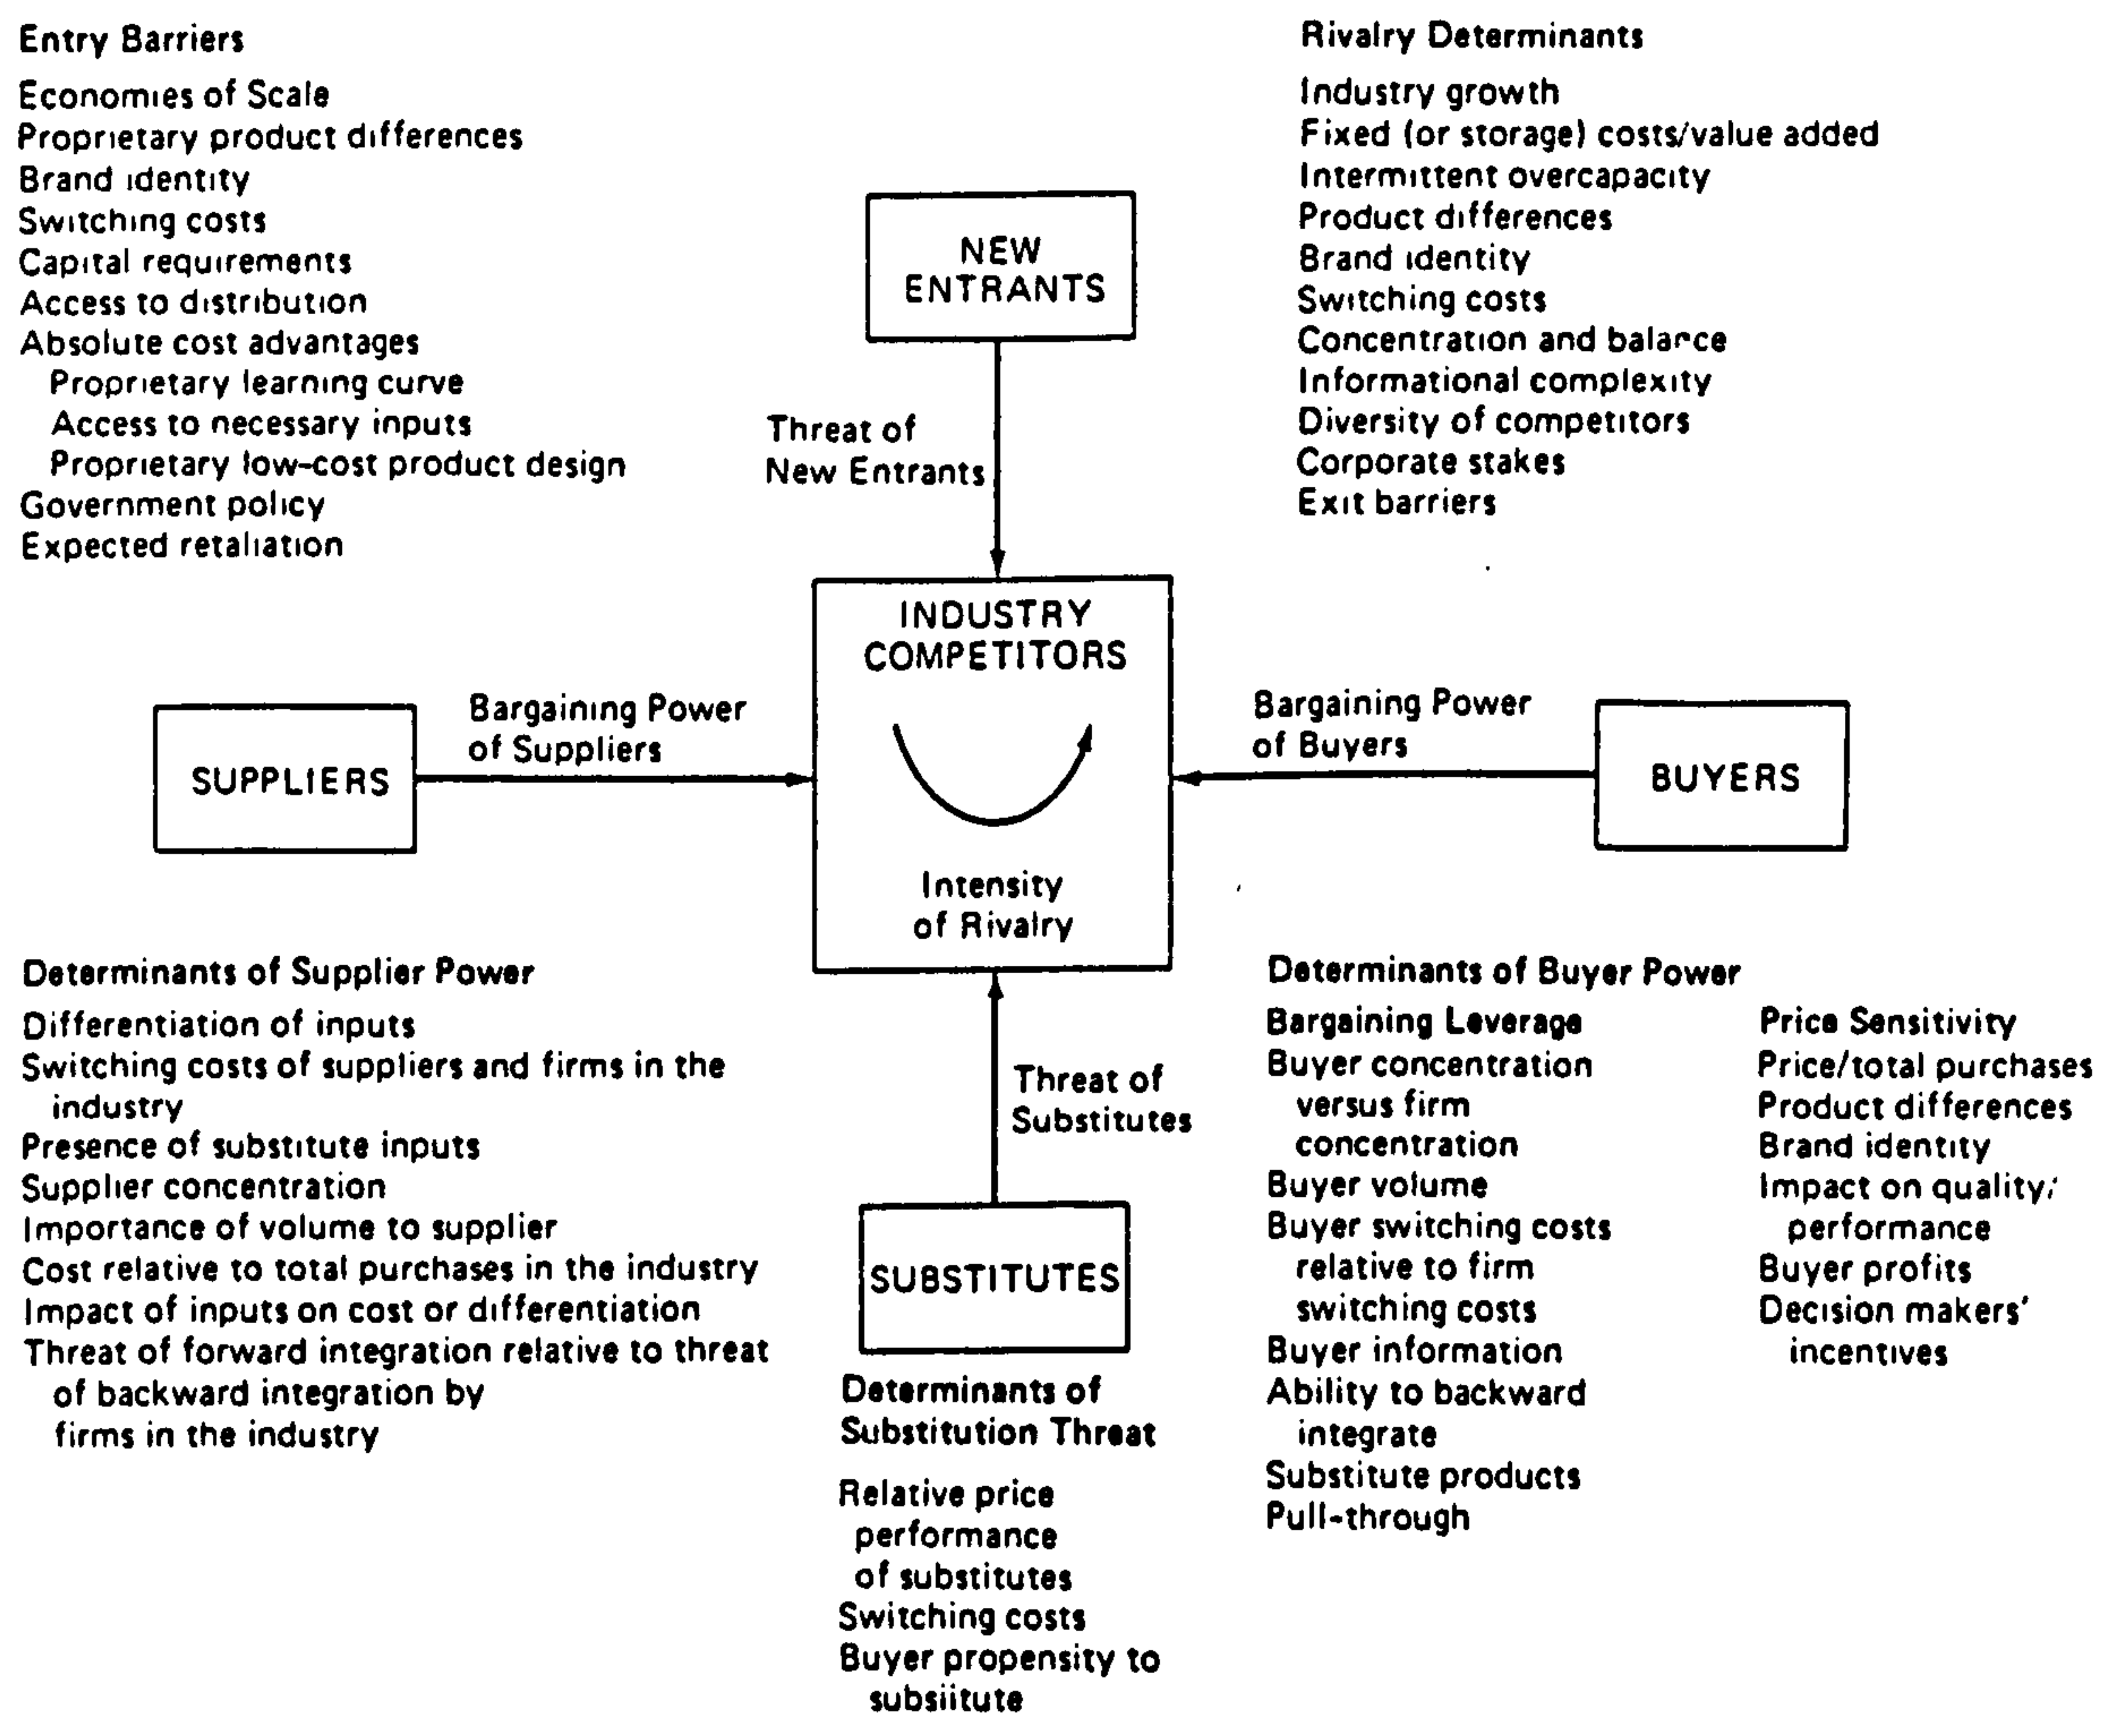 Entry Barriers
Economies of Scale
Proprietary product differences
Brand identity
Switching costs
Capital requirements
Access to distribution
Absolute cost advantages
Proprietary learning curve
Access to necessary inputs
Proprietary low-cost product design
Government policy
Expected retaliation
Rivalry Determinants
Industry growth
Fixed (or storage) costs/value added
Intermittent overcapacity
Product differences
Brand identity
Switching costs
Concentration and balance
Informational complexity
Diversity of competitors
Corporate stakes
Exit barriers
NEW
ENTRANTS
Threat of
New Entrants
INDUSTRY
COMPETITORS
Intensity
of Rivalry
SUPPLIERS
Bargaining Power
of Suppliers
Bargaining Power
of Buyers
BUYERS
Determinants of Supplier Power
Differentiation of inputs
Switching costs of suppliers and firms in the
industry
Presence of substitute inputs
Supplier concentration
Importance of volume to supplier
Cost relative to total purchases in the industry
Impact of inputs on cost or differentiation
Threat of forward integration relative to threat
of backward integration by
firms in the industry
Threat of
Substitutes
SUBSTITUTES
Determinants of
Substitution Threat
Relative price
performance
of substitutes
Switching costs
Buyer propensity to
subsiitute
Determinants of Buyer Power
Bargaining Leverage
Buyer concentration
versus firm
concentration
Buyer volume
Buyer switching costs
relative to firm
switching costs
Buyer information
Ability to backward
integrate
Substitute products
Pull-through
Price Sensitivity
Price/total purchases
Product differences
Brand identity
Impact on quality/
performance
Buyer profits
Decision makers'
incentives